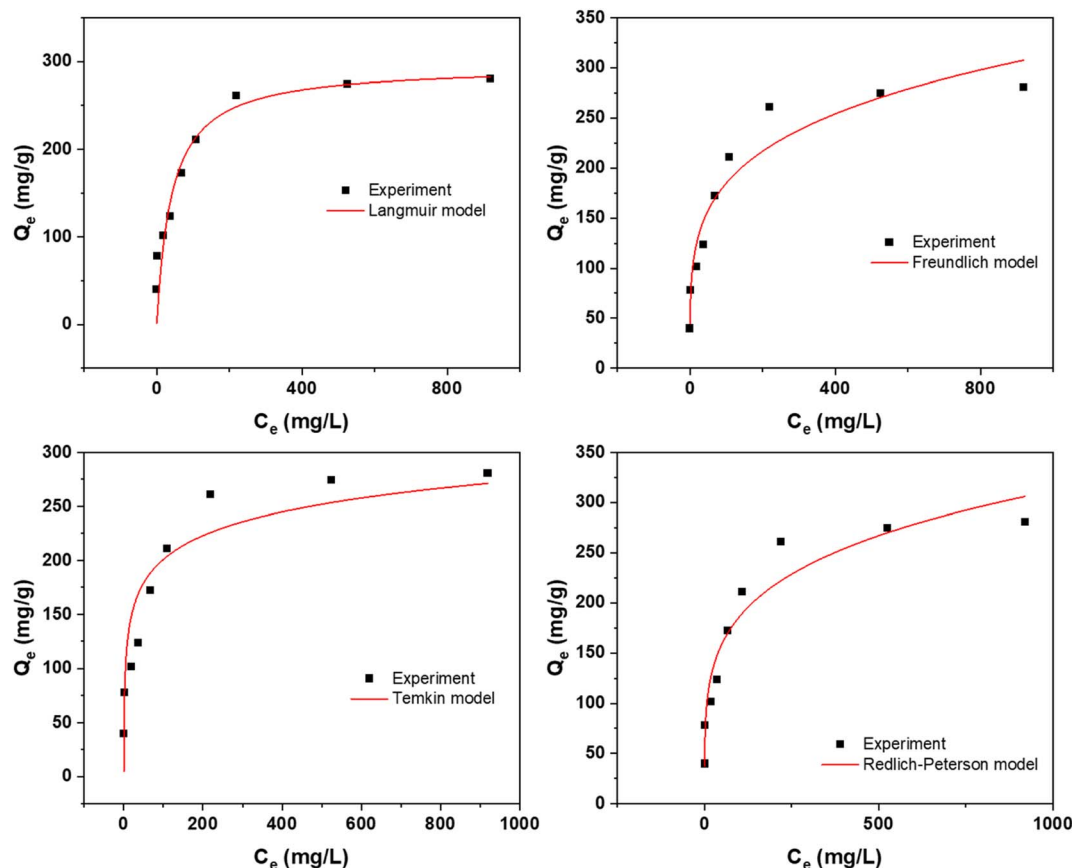 300
200
100
0
Qe (mg/g)
Experiment
Langmuir model
0
400
800
Ce (mg/L)
350
300
250
200
150
100
50
0
Qe (mg/g)
Experiment
Freundlich model
0
400
800
Ce (mg/L)
300
250
200
150
100
50
0
Qe (mg/g)
Experiment
Temkin model
0
200
400
600
800
1000
Ce (mg/L)
350
300
250
200
150
100
50
0
Qe (mg/g)
Experiment
Redlich-Peterson model
0
500
1000
Ce (mg/L)